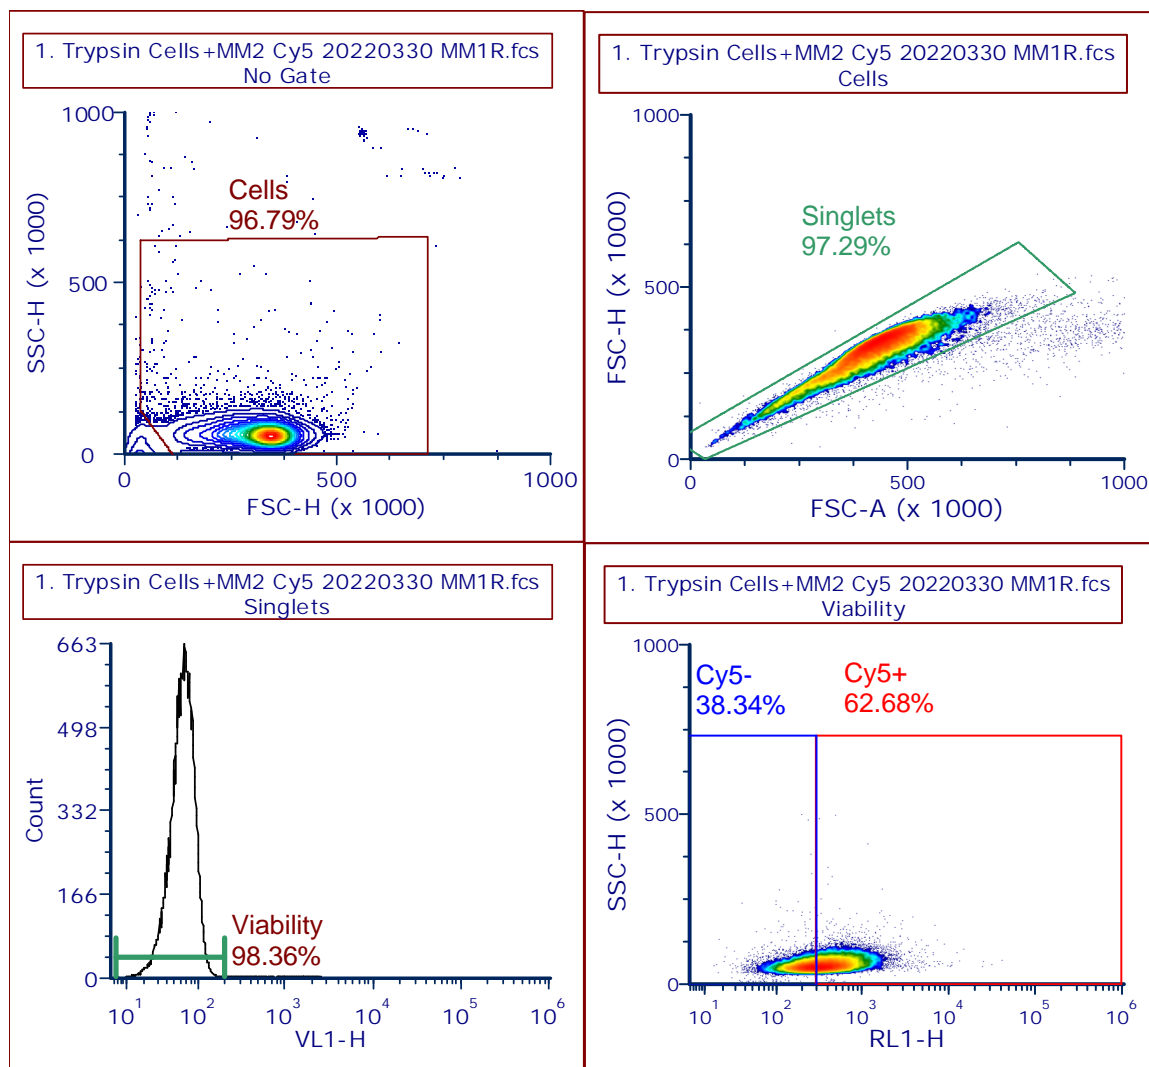 1. Trypsin Cells+MM2 Cy5 20220330 MM1R.fcs
No Gate
1000
500
0
SSC-H (x 1000)
Cells
96.79%
0
500
1000
FSC-H (x 1000)
1. Trypsin Cells+MM2 Cy5 20220330 MM1R.fcs
Cells
1000
500
0
FSC-H (x 1000)
Singlets
97.29%
0
500
1000
FSC-A (x 1000)
1. Trypsin Cells+MM2 Cy5 20220330 MM1R.fcs
Singlets
663
498
332
166
0
Count
Viability
98.36%
10^1
10^2
10^3
10^4
10^5
10^6
VL1-H
1. Trypsin Cells+MM2 Cy5 20220330 MM1R.fcs
Viability
1000
500
0
SSC-H (x 1000)
Cy5-
38.34%
Cy5+
62.68%
10^1
10^2
10^3
10^4
10^5
10^6
RL1-H